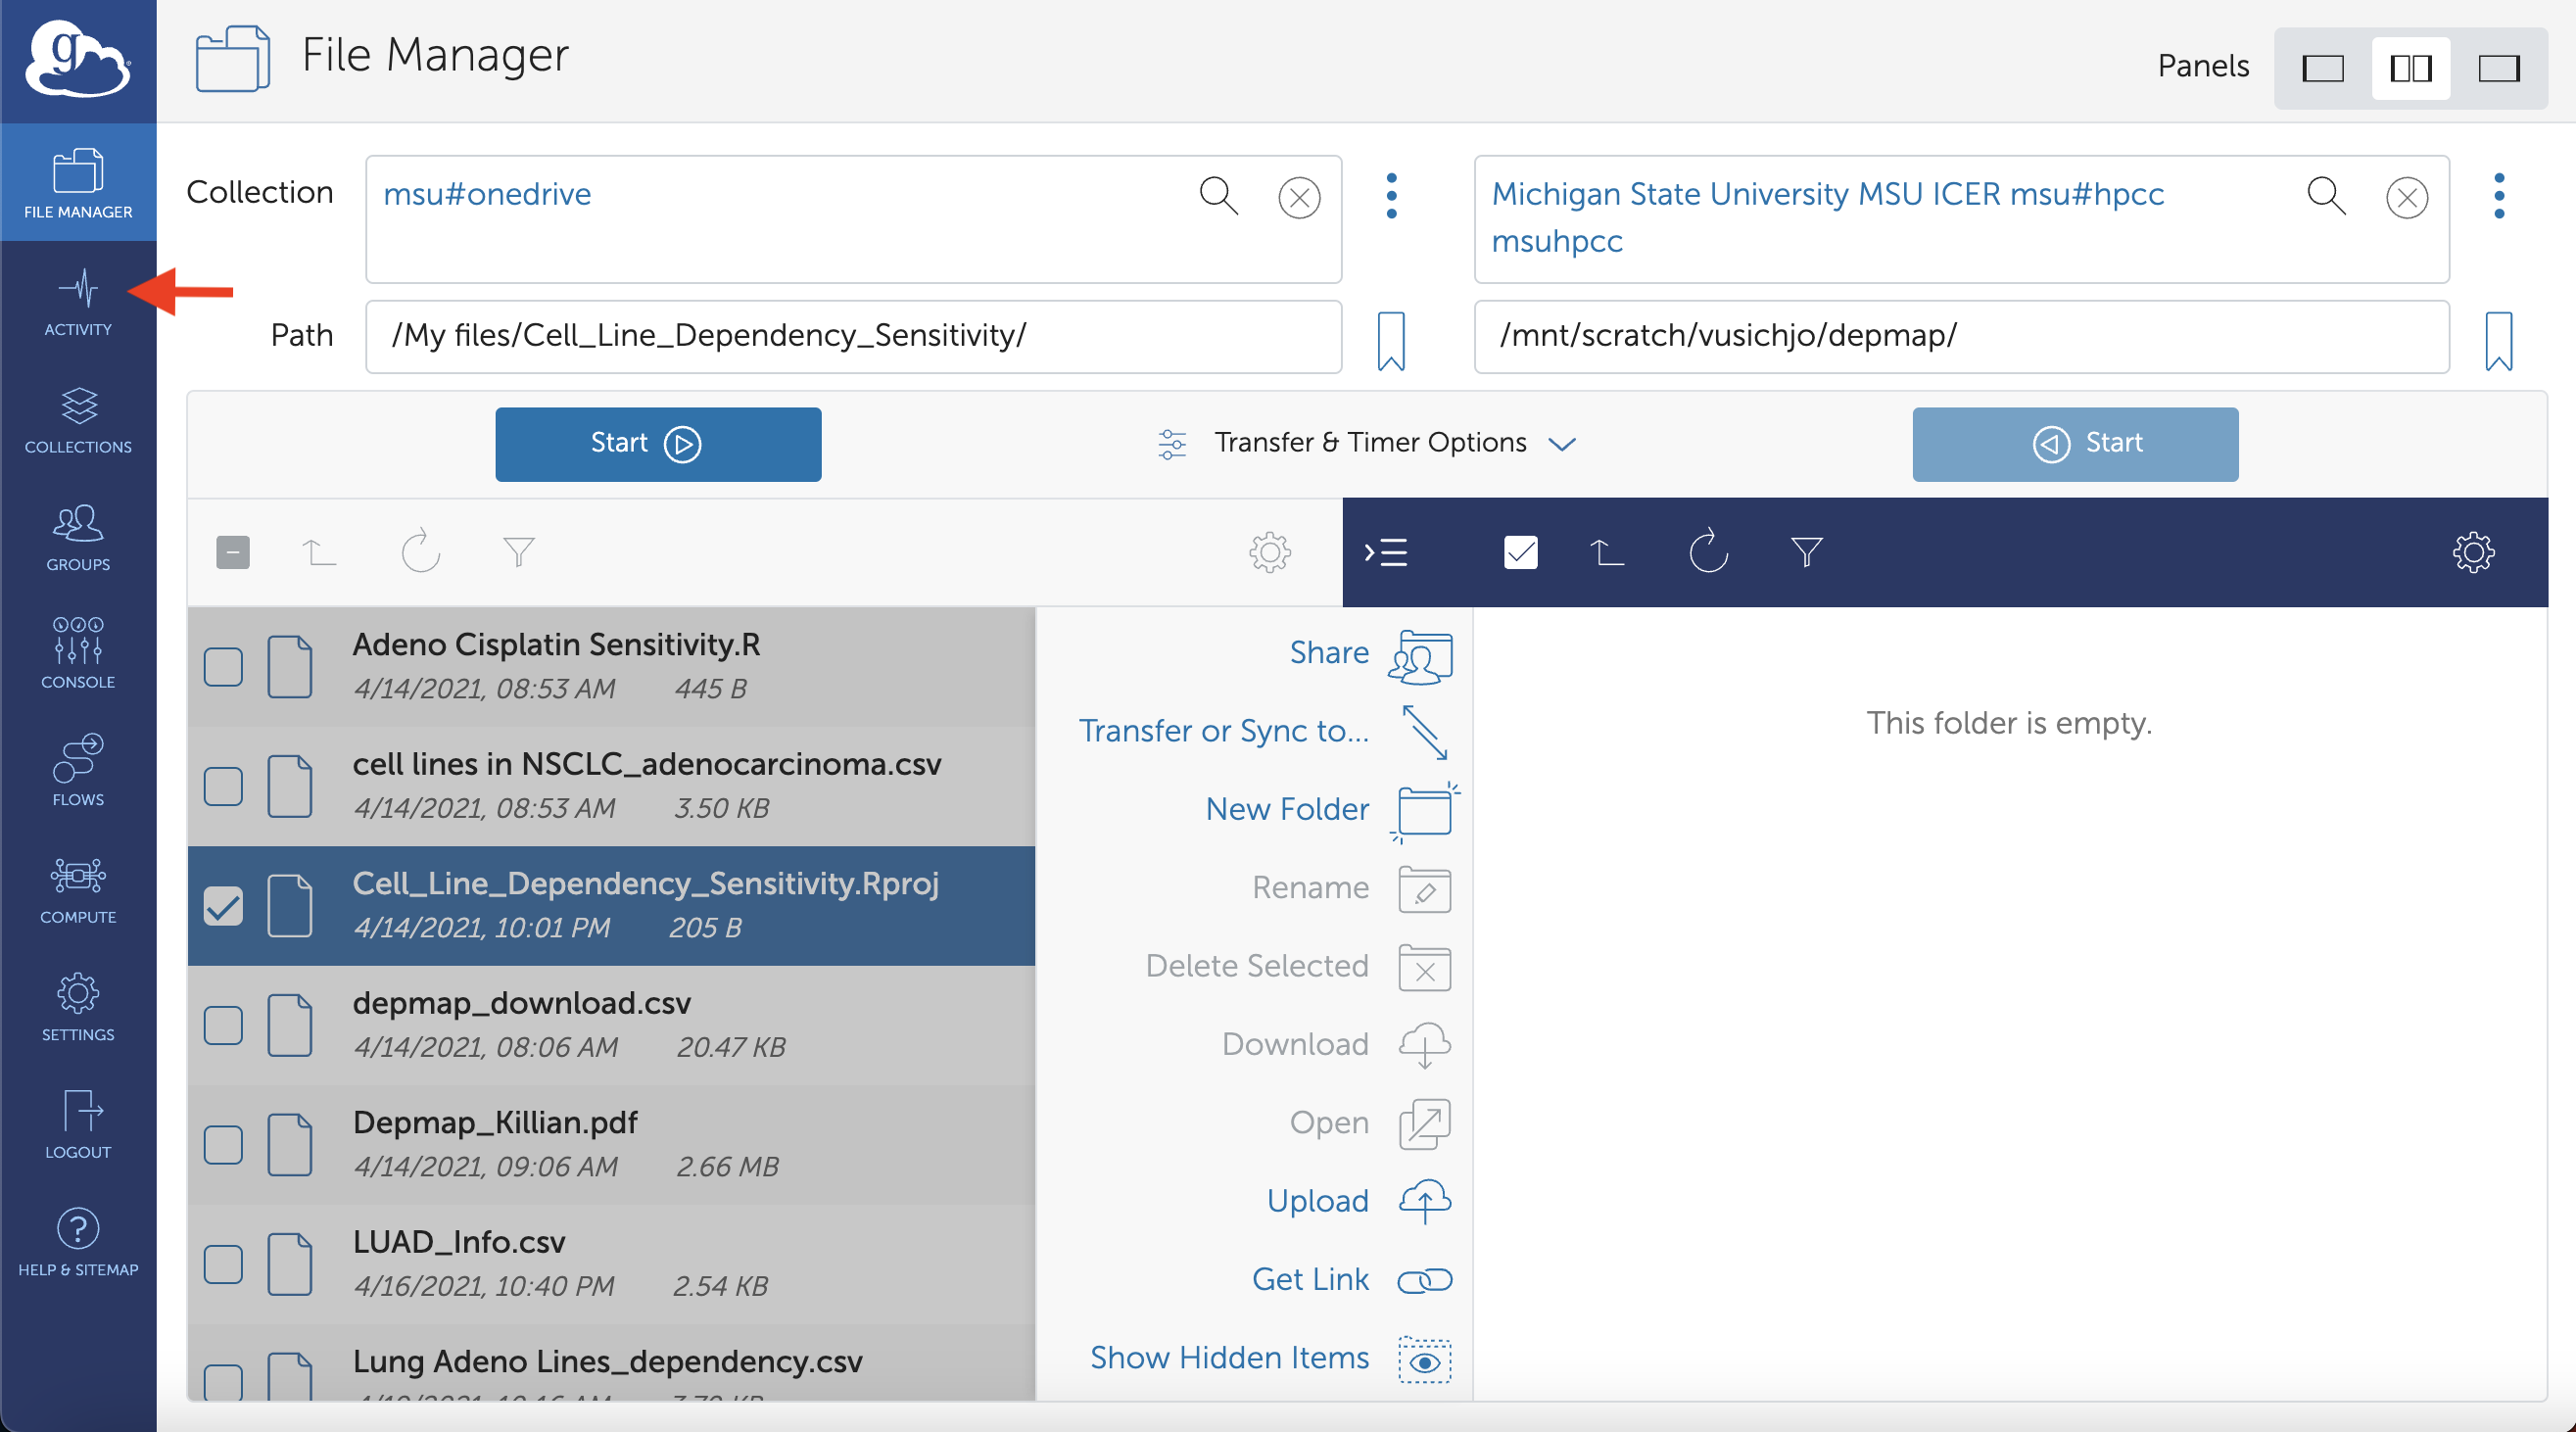 g
File Manager
Panels
FILE MANAGER
ACTIVITY
COLLECTIONS
GROUPS
CONSOLE
FLOWS
COMPUTE
SETTINGS
LOGOUT
HELP & SITEMAP
Collection
msu#onedrive
Michigan State University MSU ICER msu#hpcc
msuhpcc
Path
/My files/Cell_Line_Dependency_Sensitivity/
/mnt/scratch/vusichjo/depmap/
Start
Transfer & Timer Options
Start
Adeno Cisplatin Sensitivity.R
4/14/2021, 08:53 AM 445 B
cell lines in NSCLC_adenocarcinoma.csv
4/14/2021, 08:53 AM 3.50 KB
Cell_Line_Dependency_Sensitivity.Rproj
4/14/2021, 10:01 PM 205 B
depmap_download.csv
4/14/2021, 08:06 AM 20.47 KB
Depmap_Killian.pdf
4/14/2021, 09:06 AM 2.66 MB
LUAD_Info.csv
4/16/2021, 10:40 PM 2.54 KB
Lung Adeno Lines_dependency.csv
Share
Transfer or Sync to...
New Folder
Rename
Delete Selected
Download
Open
Upload
Get Link
Show Hidden Items
This folder is empty.